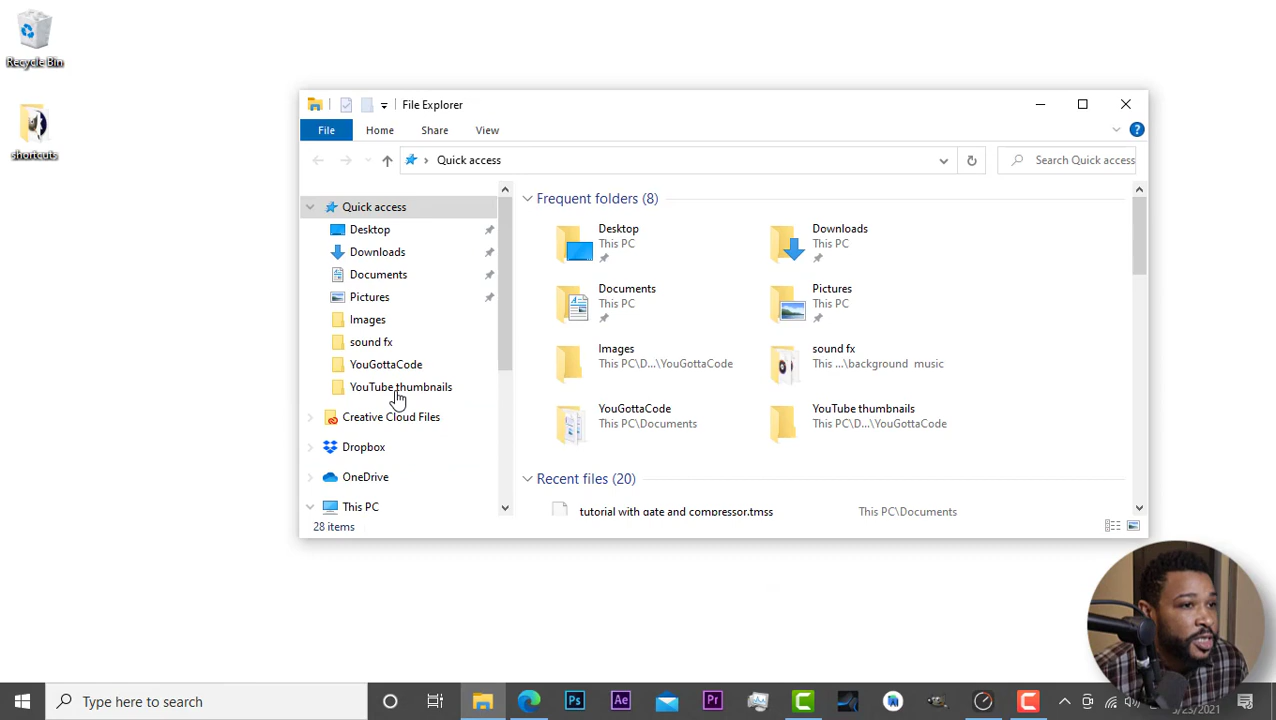 Recycle Bin
shortcuts
File Explorer
File
Home
Share
View
Quick access
Search Quick access
Quick access
Desktop
Downloads
Documents
Pictures
Images
sound fx
YouGottaCode
YouTube thumbnails
Creative Cloud Files
Dropbox
OneDrive
This PC
Frequent folders (8)
Desktop
This PC
Downloads
This PC
Documents
This PC
Pictures
This PC
Images
This PC\D...\YouGottaCode
sound fx
This ...\background music
YouGottaCode
This PC\Documents
YouTube thumbnails
This PC\D...\YouGottaCode
Recent files (20)
tutorial with gate and compressor.tmss
This PC\Documents
28 items
Type here to search
Ps
Ae
Pr